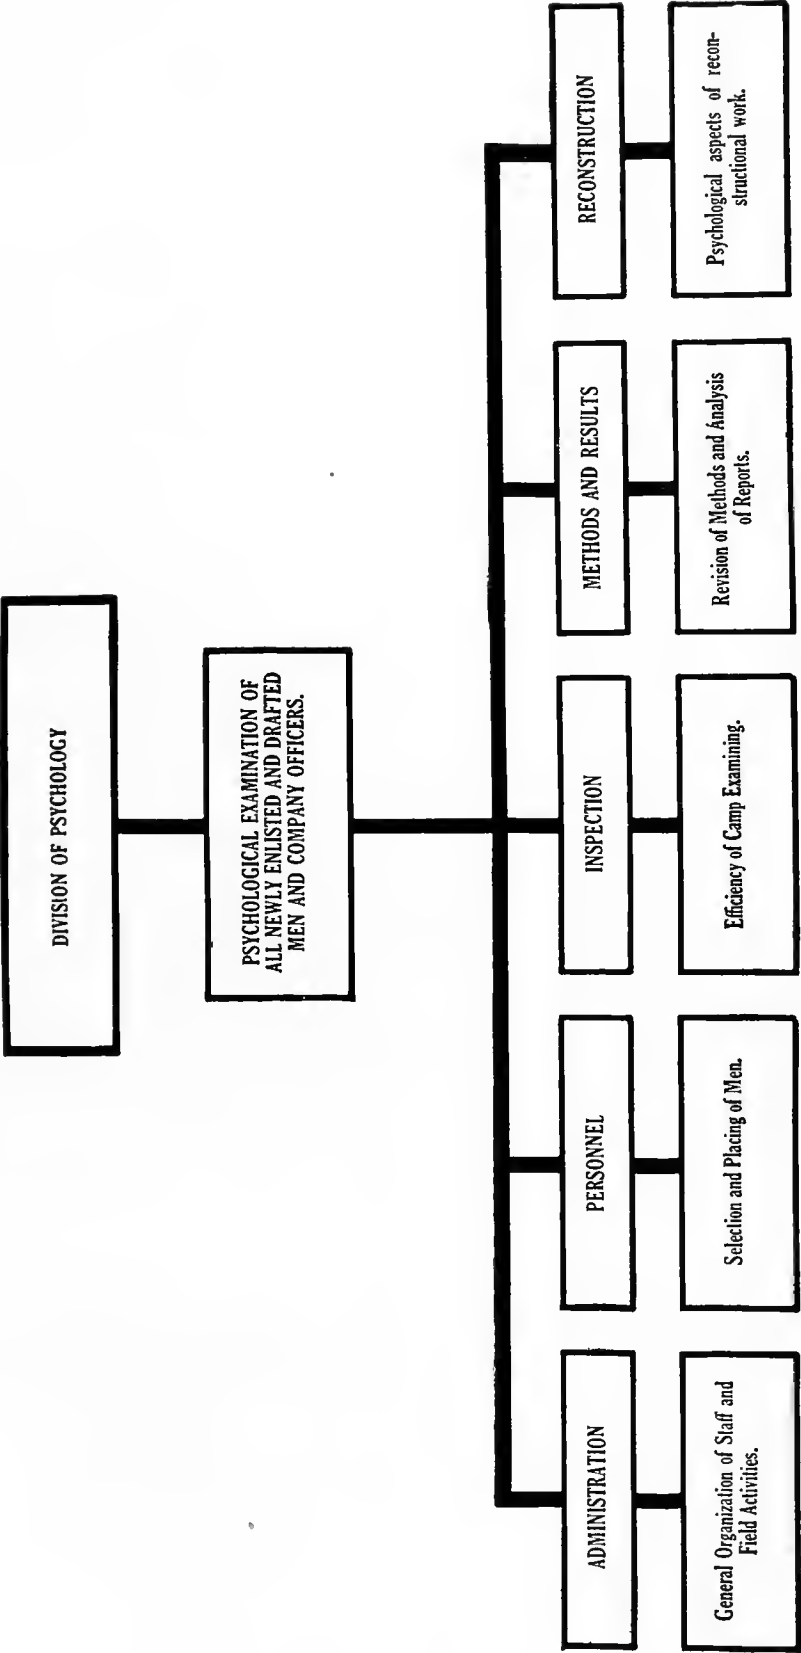 DIVISION OF PSYCHOLOGY
PSYCHOLOGICAL EXAMINATION OF
ALL NEWLY ENLISTED AND DRAFTED
MEN AND COMPANY OFFICERS.
ADMINISTRATION
General Organization of Staff and
Field Activities.
PERSONNEL
Selection and Placing of Men.
INSPECTION
Efficiency of Camp Examining.
METHODS AND RESULTS
Revision of Methods and Analysis
of Reports.
RECONSTRUCTION
Psychological aspects of recon-
structional work.